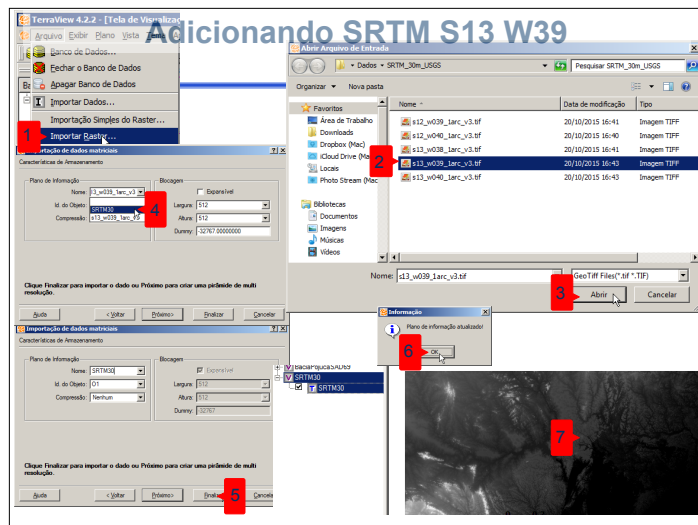 Adicionando SRTM S13 W39
TerraView 4.2.2 - [Tela de Visualiza
Arquivo Exibir Plano Vista Tema
Banco de Dados...
Fechar o Banco de Dados
Apagar Banco de Dados
Importar Dados...
Importação Simples do Raster...
1 Importar Raster...
Abrir Arquivo de Entrada
Dados SRTM_30m_USGS
Pesquisar SRTM_30m_USGS
Organizar Nova pasta
Favoritos
Área de Trabalho
Downloads
Dropbox (Mac)
iCloud Drive (Ma
Locais
Photo Stream (Mac
Bibliotecas
Documentos
Imagens
Músicas
Vídeos
Nome Data de modificação Tipo
s12_w039_1arc_v3.tif 20/10/2015 16:41 Imagem TIFF
s12_w040_1arc_v3.tif 20/10/2015 16:40 Imagem TIFF
s13_w038_1arc_v3.tif 20/10/2015 16:41 Imagem TIFF
2 s13_w039_1arc_v3.tif 20/10/2015 16:43 Imagem TIFF
s13_w040_1arc_v3.tif 20/10/2015 16:43 Imagem TIFF
Nome: s13_w039_1arc_v3.tif
GeoTiff Files(*.tif *.TIF)
3 Abrir Cancelar
Importação de dados matriciais
Características de Armazenamento
Plano de Informação
Nome: l3_w039_1arc_v3
Id. do Objeto:
SRTM30
4
Compressão: s13_w039_1arc_v3
Blocagem
Expansível
Largura: 512
Altura: 512
Dummy: -32767.00000000
Clique Finalizar para importar o dado ou Próximo para criar uma pirâmide de multi
resolução.
Ajuda < Voltar Próximo> Finalizar Cancelar
Importação de dados matriciais
Características de Armazenamento
Plano de Informação
Nome: SRTM30
Id. do Objeto: O1
Compressão: Nenhum
Blocagem
Expansível
Largura: 512
Altura: 512
Dummy: -32767
Clique Finalizar para importar o dado ou Próximo para criar uma pirâmide de multi
resolução.
Ajuda < Voltar Próximo> Finaliz 5 Cancela
Informação
Plano de informação atualizado!
6 OK
BaciaPojucaSAD69
SRTM30
SRTM30
7